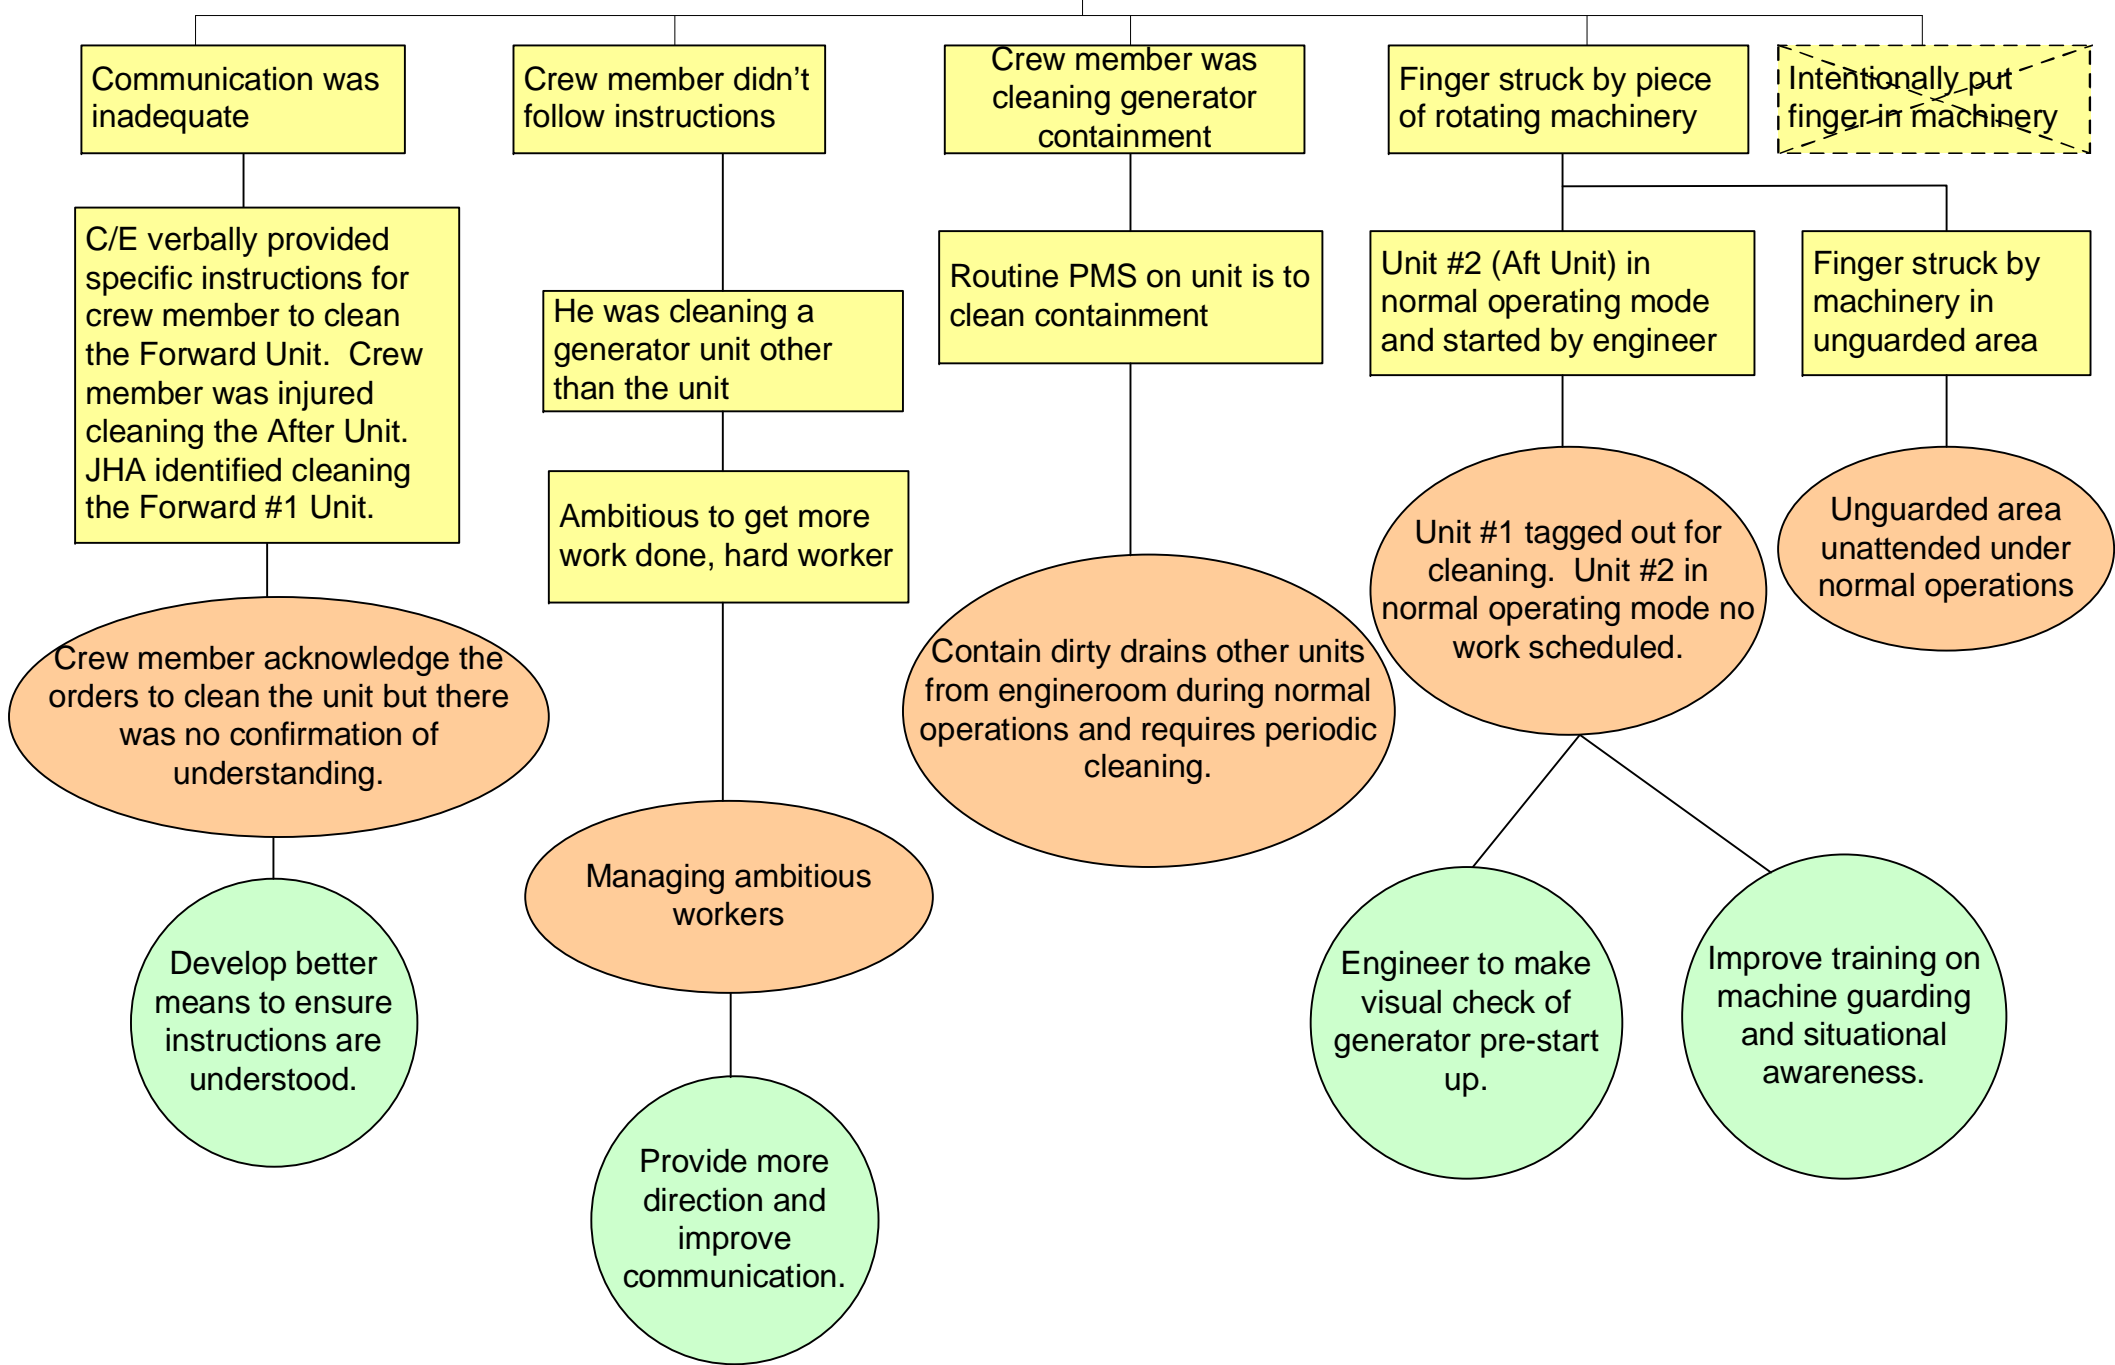 Communication was
inadequate
Crew member didn't
follow instructions
Crew member was
cleaning generator
containment
Finger struck by piece
of rotating machinery
Intentionally put
finger in machinery
C/E verbally provided
specific instructions for
crew member to clean
the Forward Unit.  Crew
member was injured
cleaning the After Unit.
JHA identified cleaning
the Forward #1 Unit.
He was cleaning a
generator unit other
than the unit
Routine PMS on unit is to
clean containment
Unit #2 (Aft Unit) in
normal operating mode
and started by engineer
Finger struck by
machinery in
unguarded area
Ambitious to get more
work done, hard worker
Unit #1 tagged out for
cleaning.  Unit #2 in
normal operating mode no
work scheduled.
Unguarded area
unattended under
normal operations
Crew member acknowledge the
orders to clean the unit but there
was no confirmation of
understanding.
Contain dirty drains other units
from engineroom during normal
operations and requires periodic
cleaning.
Managing ambitious
workers
Develop better
means to ensure
instructions are
understood.
Engineer to make
visual check of
generator pre-start
up.
Improve training on
machine guarding
and situational
awareness.
Provide more
direction and
improve
communication.